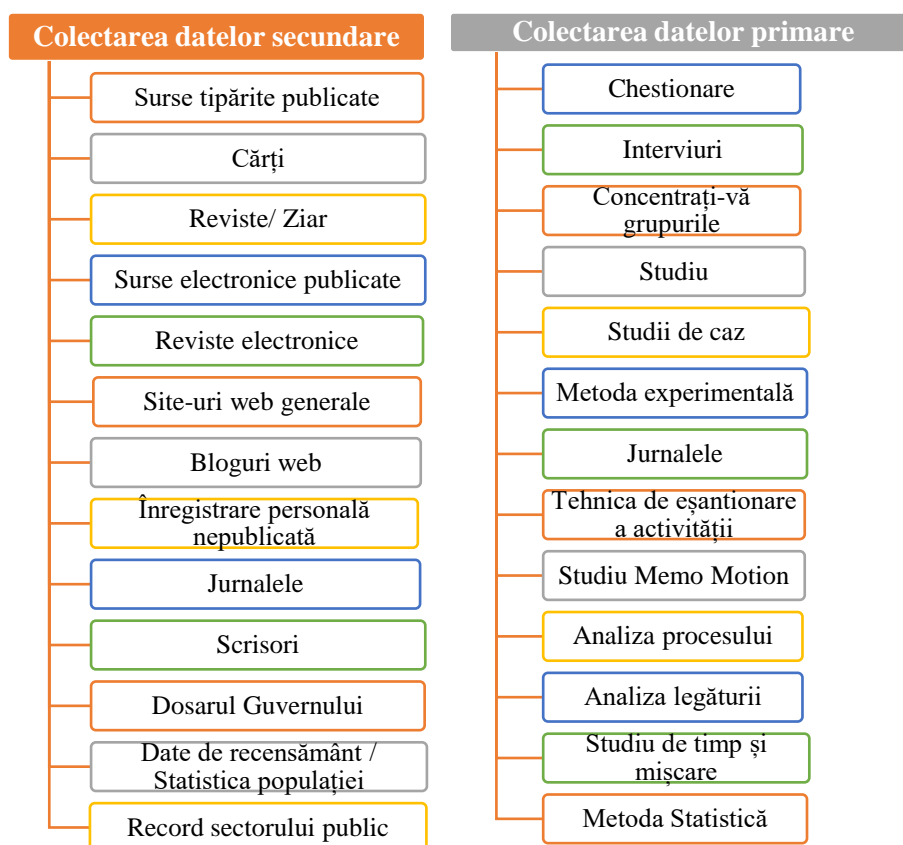 Colectarea datelor secundare
Surse tipărite publicate
Cărți
Reviste/ Ziar
Surse electronice publicate
Reviste electronice
Site-uri web generale
Bloguri web
Înregistrare personală
nepublicată
Jurnalele
Scrisori
Dosarul Guvernului
Date de recensământ /
Statistica populației
Record sectorului public
Colectarea datelor primare
Chestionare
Interviuri
Concentrați-vă
grupurile
Studiu
Studii de caz
Metoda experimentală
Jurnalele
Tehnica de eșantionare
a activității
Studiu Memo Motion
Analiza procesului
Analiza legăturii
Studiu de timp și
mișcare
Metoda Statistică